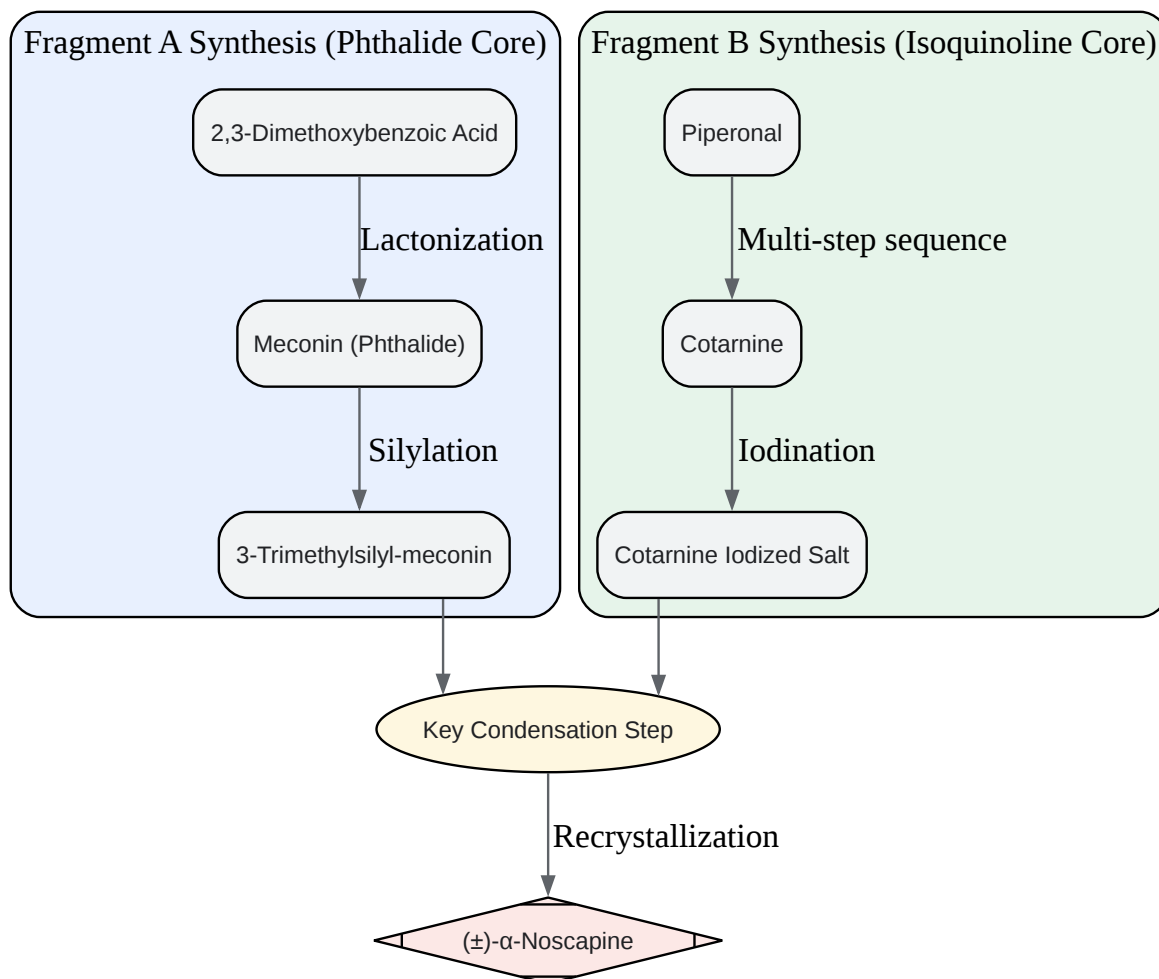 Fragment A Synthesis (Phthalide Core)
2,3-Dimethoxybenzoic Acid
Lactonization
Meconin (Phthalide)
Silylation
3-Trimethylsilyl-meconin
Fragment B Synthesis (Isoquinoline Core)
Piperonal
Multi-step sequence
Cotarnine
Iodination
Cotarnine Iodized Salt
Key Condensation Step
Recrystallization
(±)-α-Noscapine